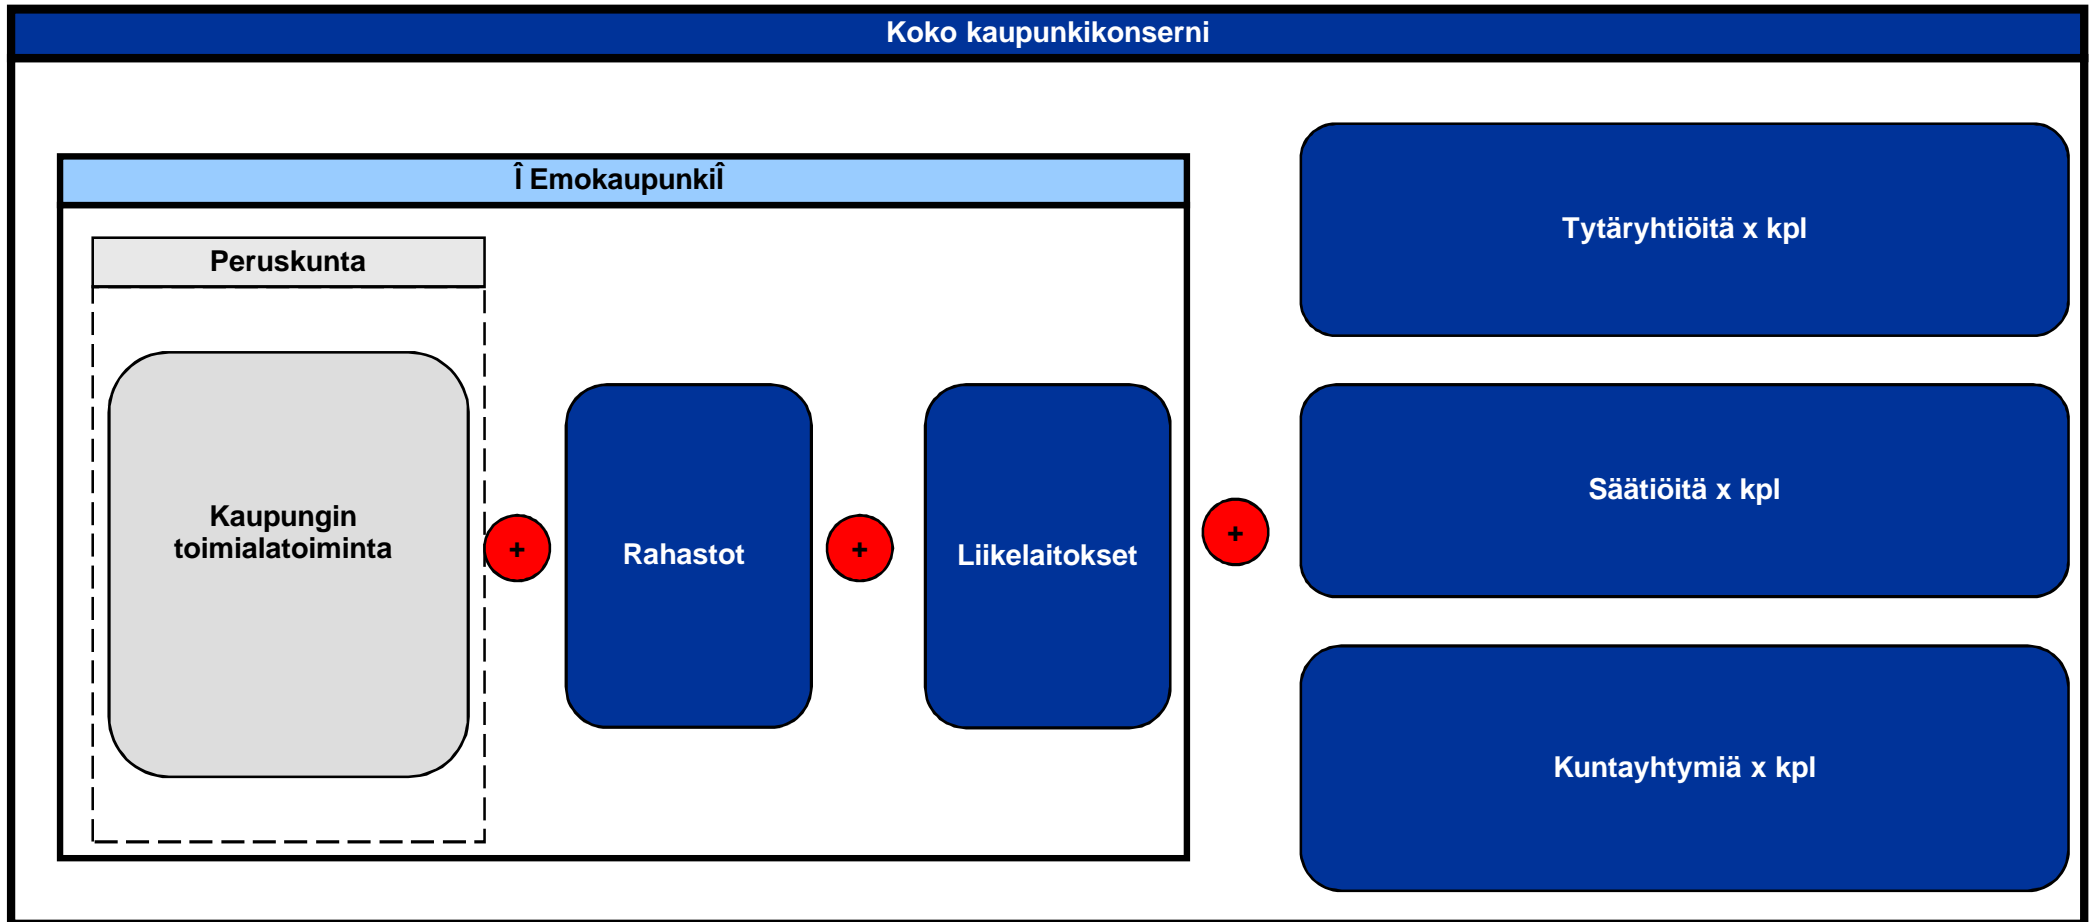 Koko kaupunkikonserni
Î EmokaupunkiÎ
Peruskunta
Kaupungin
toimialatoiminta
+
Rahastot
+
Liikelaitokset
+
Tytäryhtiöitä x kpl
Säätiöitä x kpl
Kuntayhtymiä x kpl